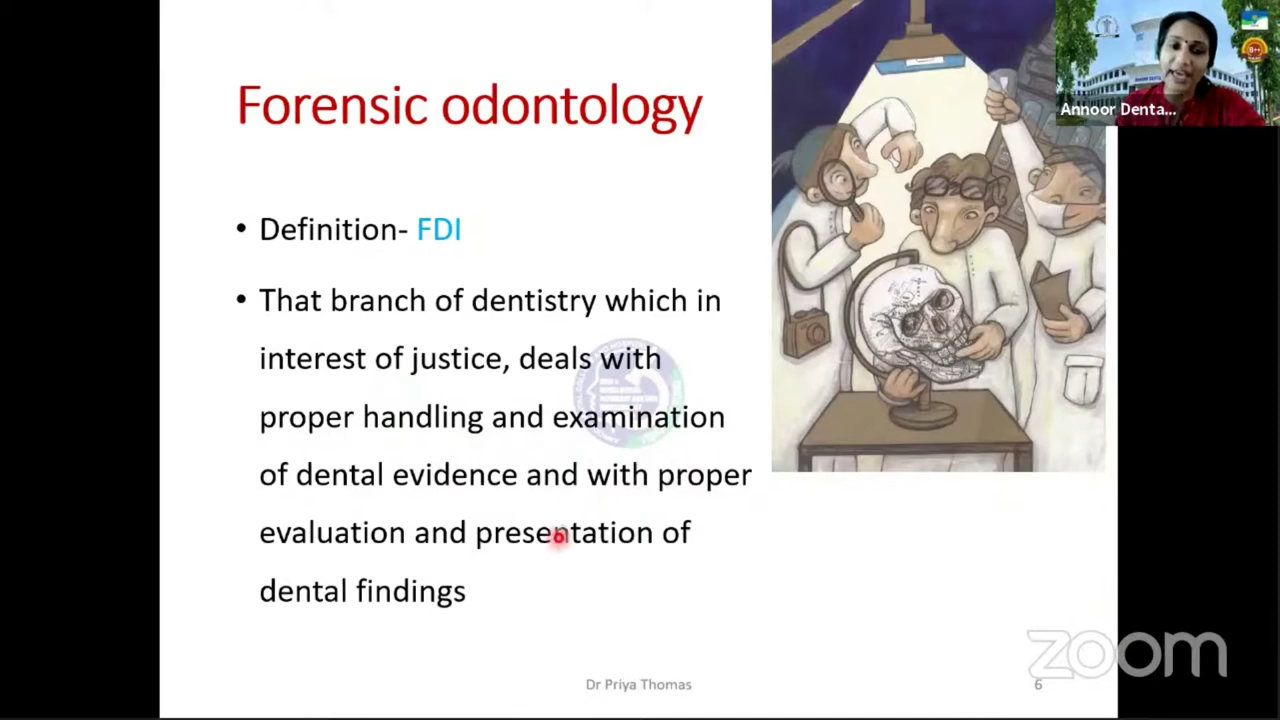 Forensic odontology
• Definition- FDI
• That branch of dentistry which in
interest of justice, deals with
proper handling and examination
of dental evidence and with proper
evaluation and presentation of
dental findings
Dr Priya Thomas
6
Annoor Denta...
zoom